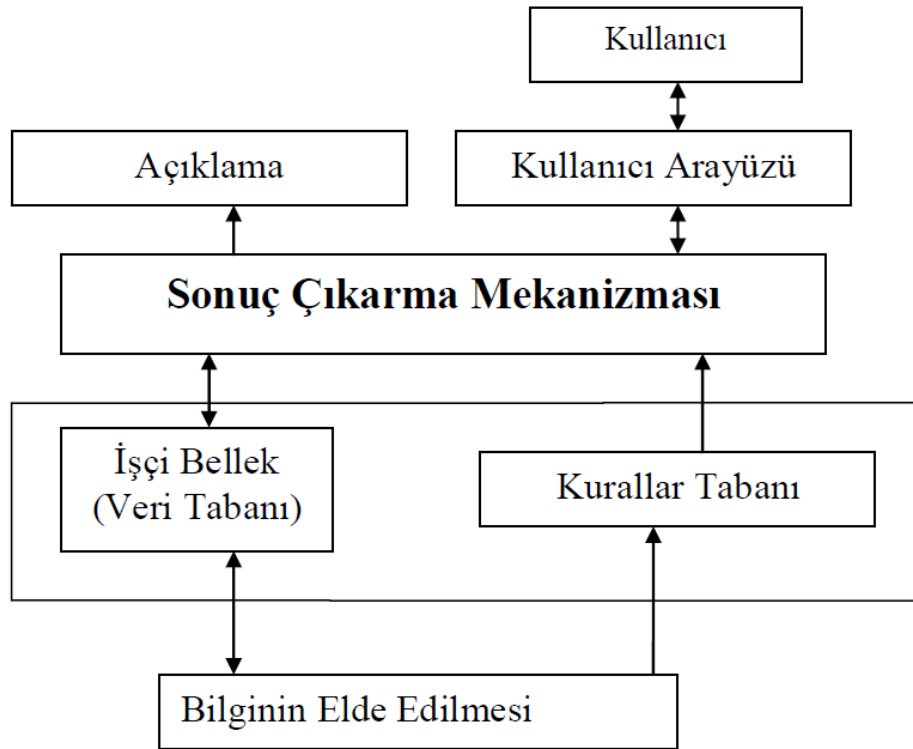 Kullanıcı
Açıklama
Kullanıcı Arayüzü
Sonuç Çıkarma Mekanizması
İşçi Bellek
(Veri Tabanı)
Kurallar Tabanı
Bilginin Elde Edilmesi